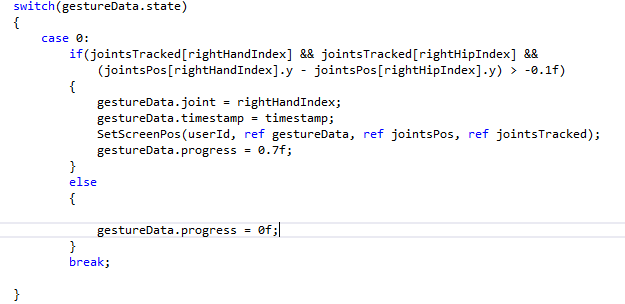 switch(gestureData.state)
{
case 0:
if(jointsTracked[rightHandIndex] && jointsTracked[rightHipIndex] &&
(jointsPos[rightHandIndex].y - jointsPos[rightHipIndex].y) > -0.1f)
{
gestureData.joint = rightHandIndex;
gestureData.timestamp = timestamp;
SetScreenPos(userId, ref gestureData, ref jointsPos, ref jointsTracked);
gestureData.progress = 0.7f;
}
else
{
gestureData.progress = 0f;
}
break;
}